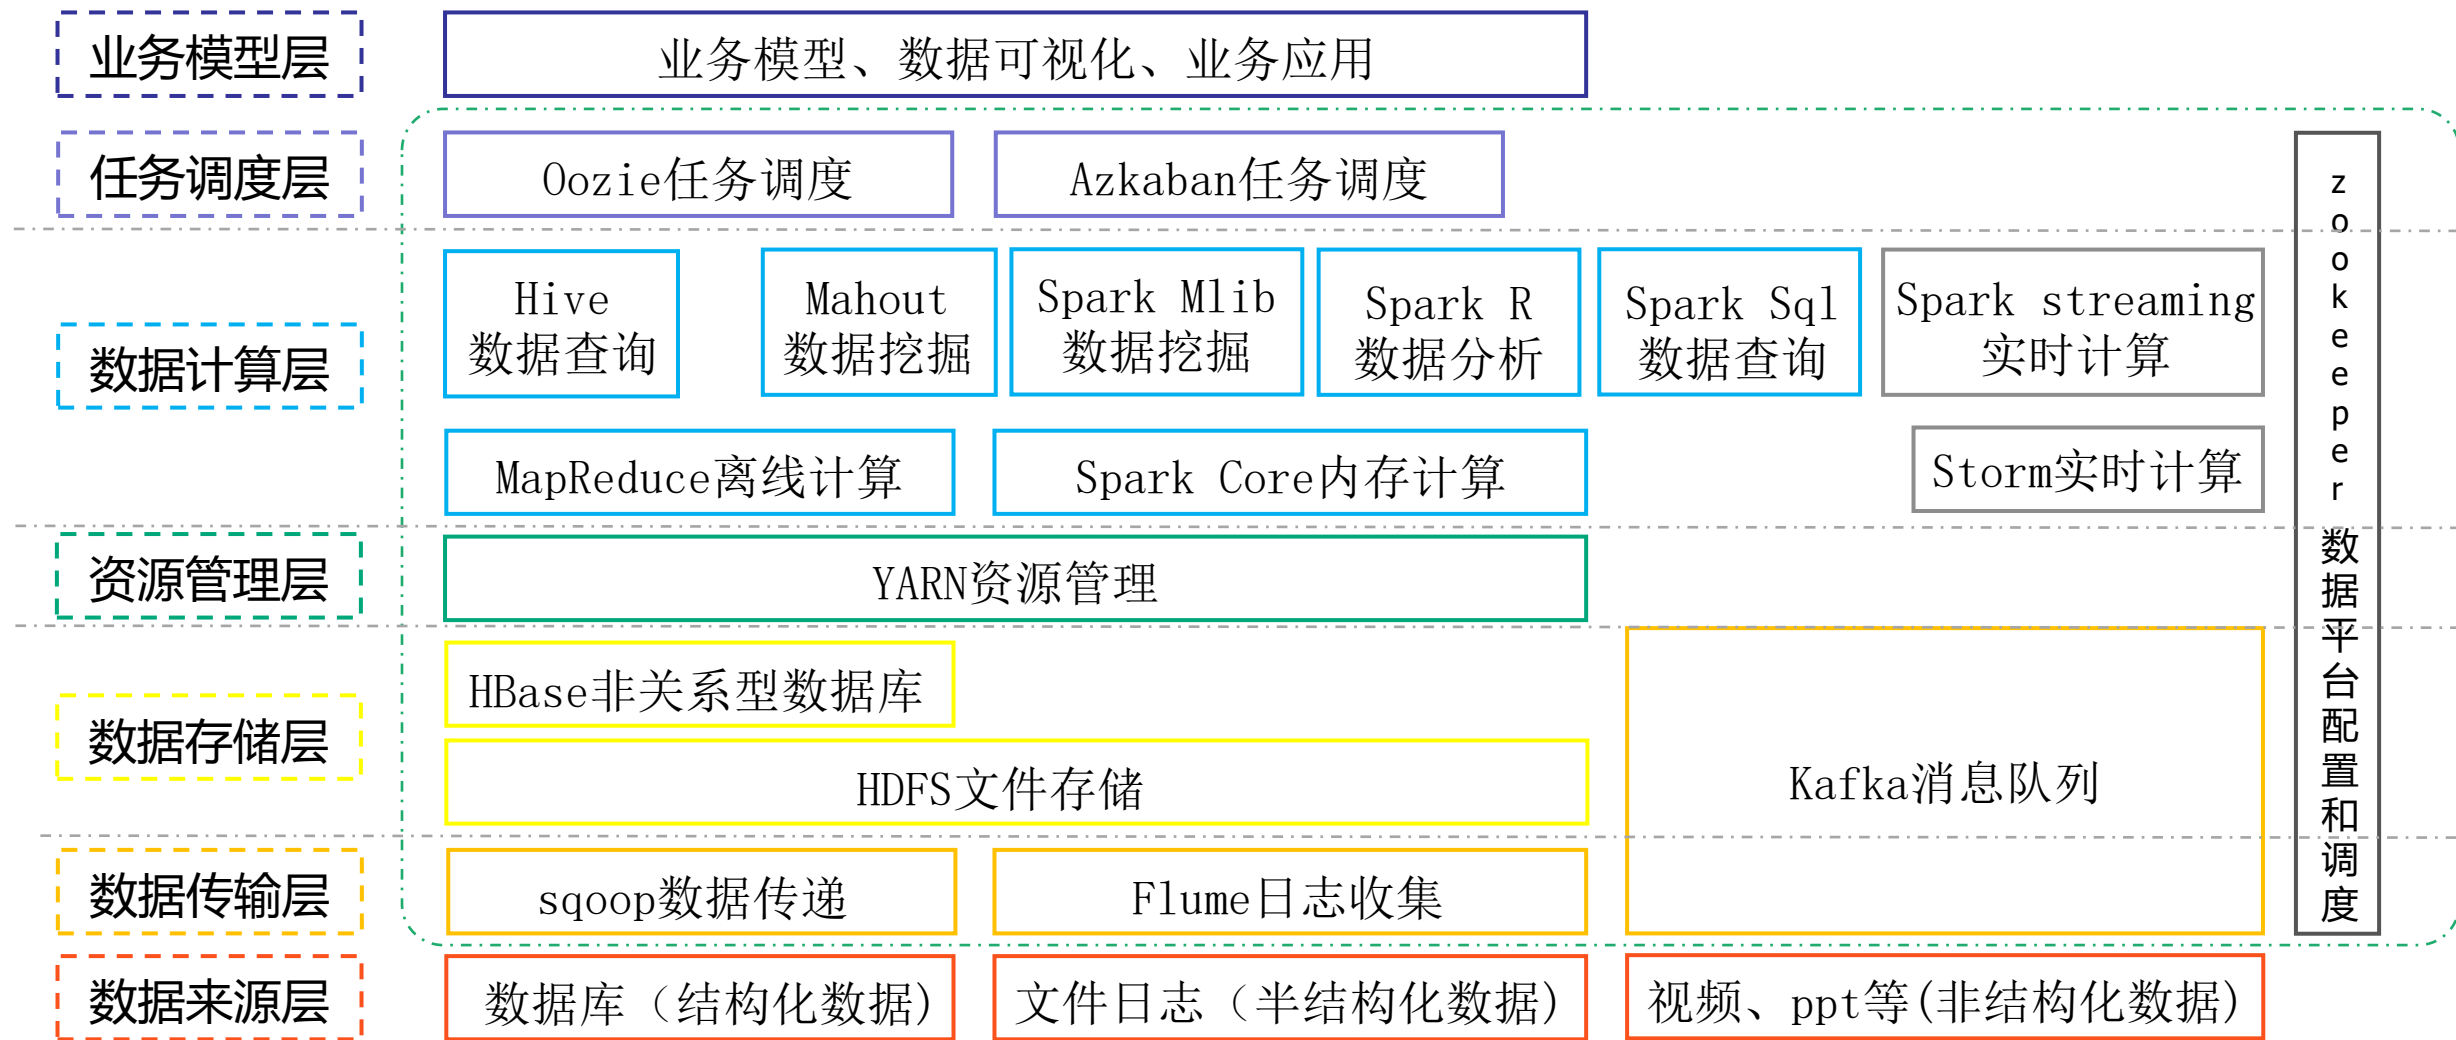 业务模型层
业务模型、数据可视化、业务应用
任务调度层
Oozie任务调度
Azkaban任务调度
数据计算层
Hive
数据查询
Mahout
数据挖掘
Spark Mlib
数据挖掘
Spark R
数据分析
Spark Sql
数据查询
Spark streaming
实时计算
MapReduce离线计算
Spark Core内存计算
Storm实时计算
资源管理层
YARN资源管理
数据存储层
HBase非关系型数据库
HDFS文件存储
Kafka消息队列
数据传输层
sqoop数据传递
Flume日志收集
数据来源层
数据库（结构化数据）
文件日志（半结构化数据）
视频、ppt等(非结构化数据)
zookeeper 数据平台配置和调度